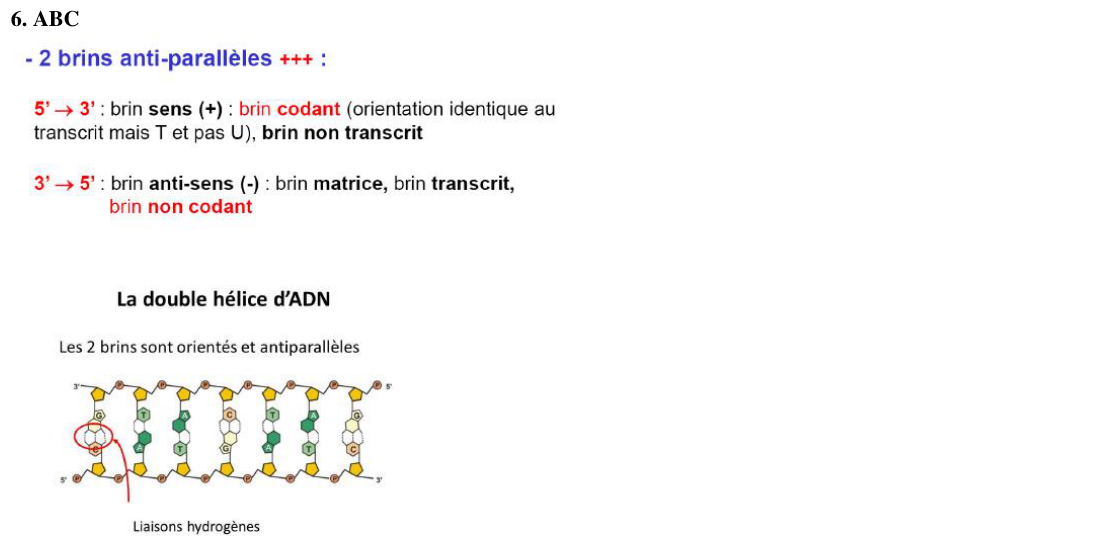 6. ABC
- 2 brins anti-parallèles +++ :
5' → 3' : brin sens (+) : brin codant (orientation identique au
transcrit mais T et pas U), brin non transcrit
3' → 5' : brin anti-sens (-) : brin matrice, brin transcrit,
brin non codant
La double hélice d'ADN
Les 2 brins sont orientés et antiparallèles
3' P P P P P P P 5'
G T A C T A G
C A T G A T C
5' P P P P P P P 3'
Liaisons hydrogènes